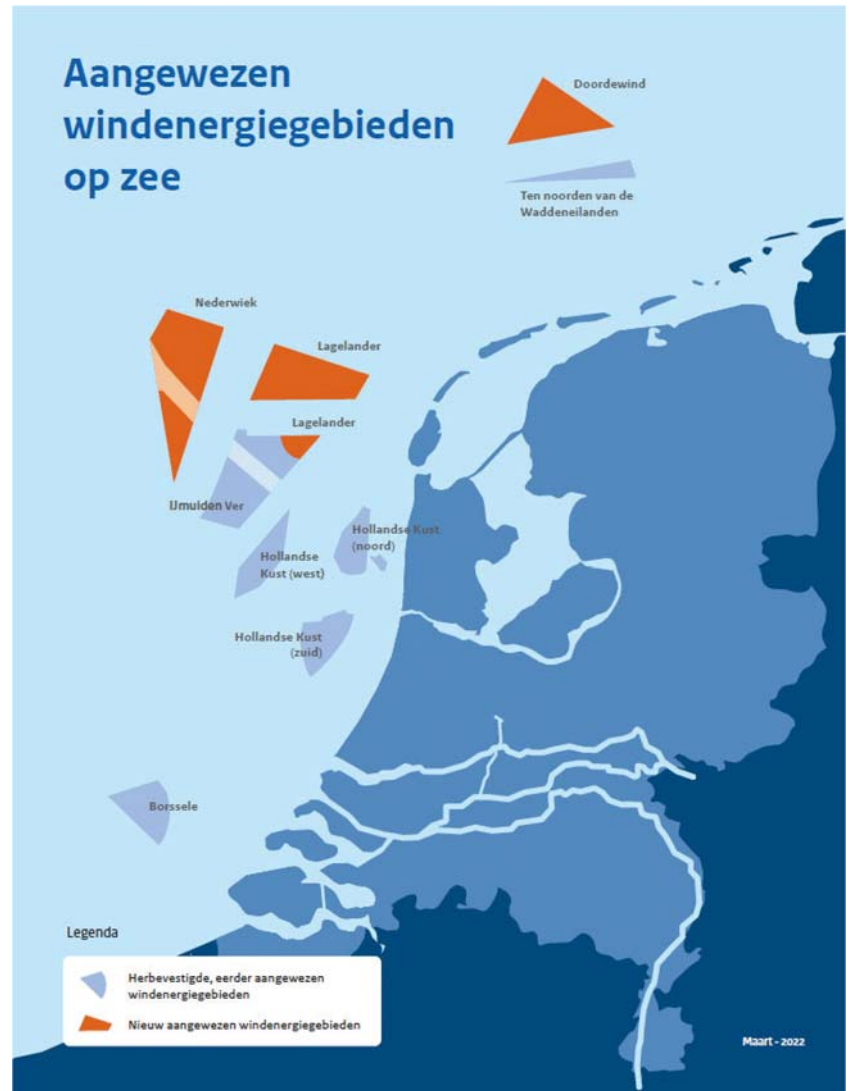 Aangewezen
windenergiegebieden
op zee
Doordewind
Ten noorden van de
Waddeneilanden
Nederwiek
Lagelander
Lagelander
IJmuiden Ver
Hollandse Kust
(noord)
Hollandse
Kust (west)
Hollandse Kust
(zuid)
Borssele
Legenda
Herbevestigde, eerder aangewezen
windenergiegebieden
Nieuw aangewezen windenergiegebieden
Maart - 2022